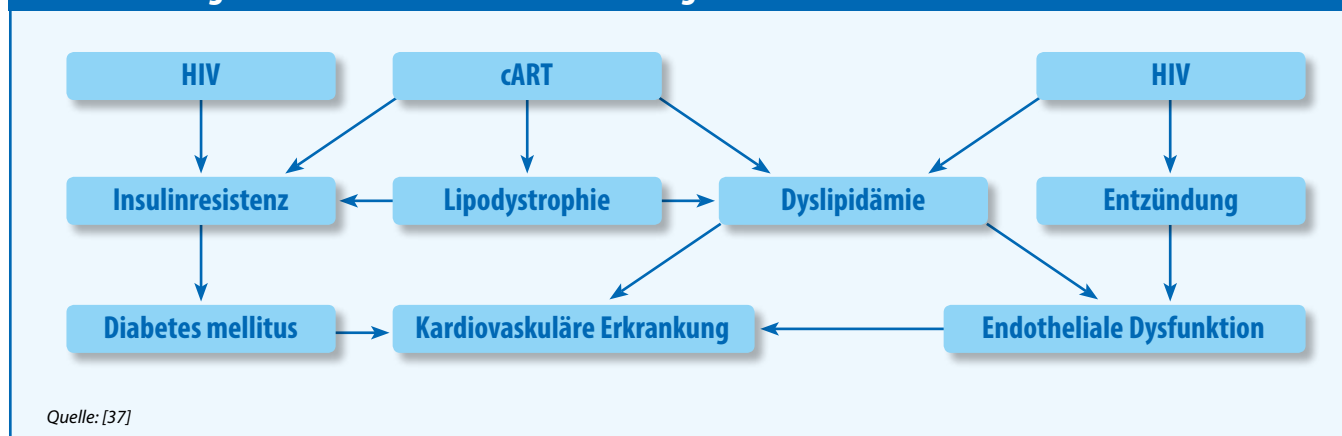 HIV
cART
HIV
Insulinresistenz
Lipodystrophie
Dyslipidämie
Entzündung
Diabetes mellitus
Kardiovaskuläre Erkrankung
Endotheliale Dysfunktion
Quelle: [37]